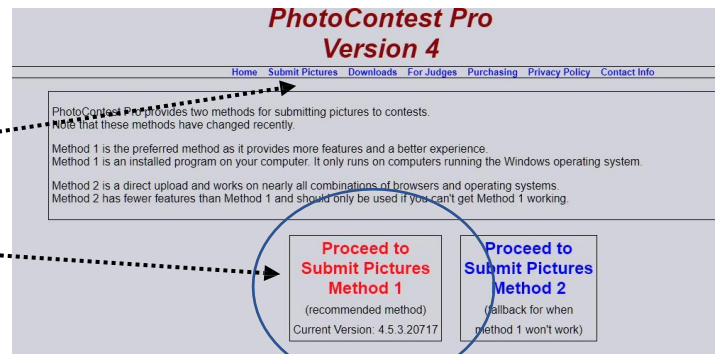 PhotoContest Pro
Version 4
Home Submit Pictures Downloads For Judges Purchasing Privacy Policy Contact Info
PhotoContest Pro provides two methods for submitting pictures to contests.
Note that these methods have changed recently.
Method 1 is the preferred method as it provides more features and a better experience.
Method 1 is an installed program on your computer. It only runs on computers running the Windows operating system.
Method 2 is a direct upload and works on nearly all combinations of browsers and operating systems.
Method 2 has fewer features than Method 1 and should only be used if you can't get Method 1 working.
Proceed to
Submit Pictures
Method 1
(recommended method)
Current Version: 4.5.3.20717
Proceed to
Submit Pictures
Method 2
(fallback for when
method 1 won't work)